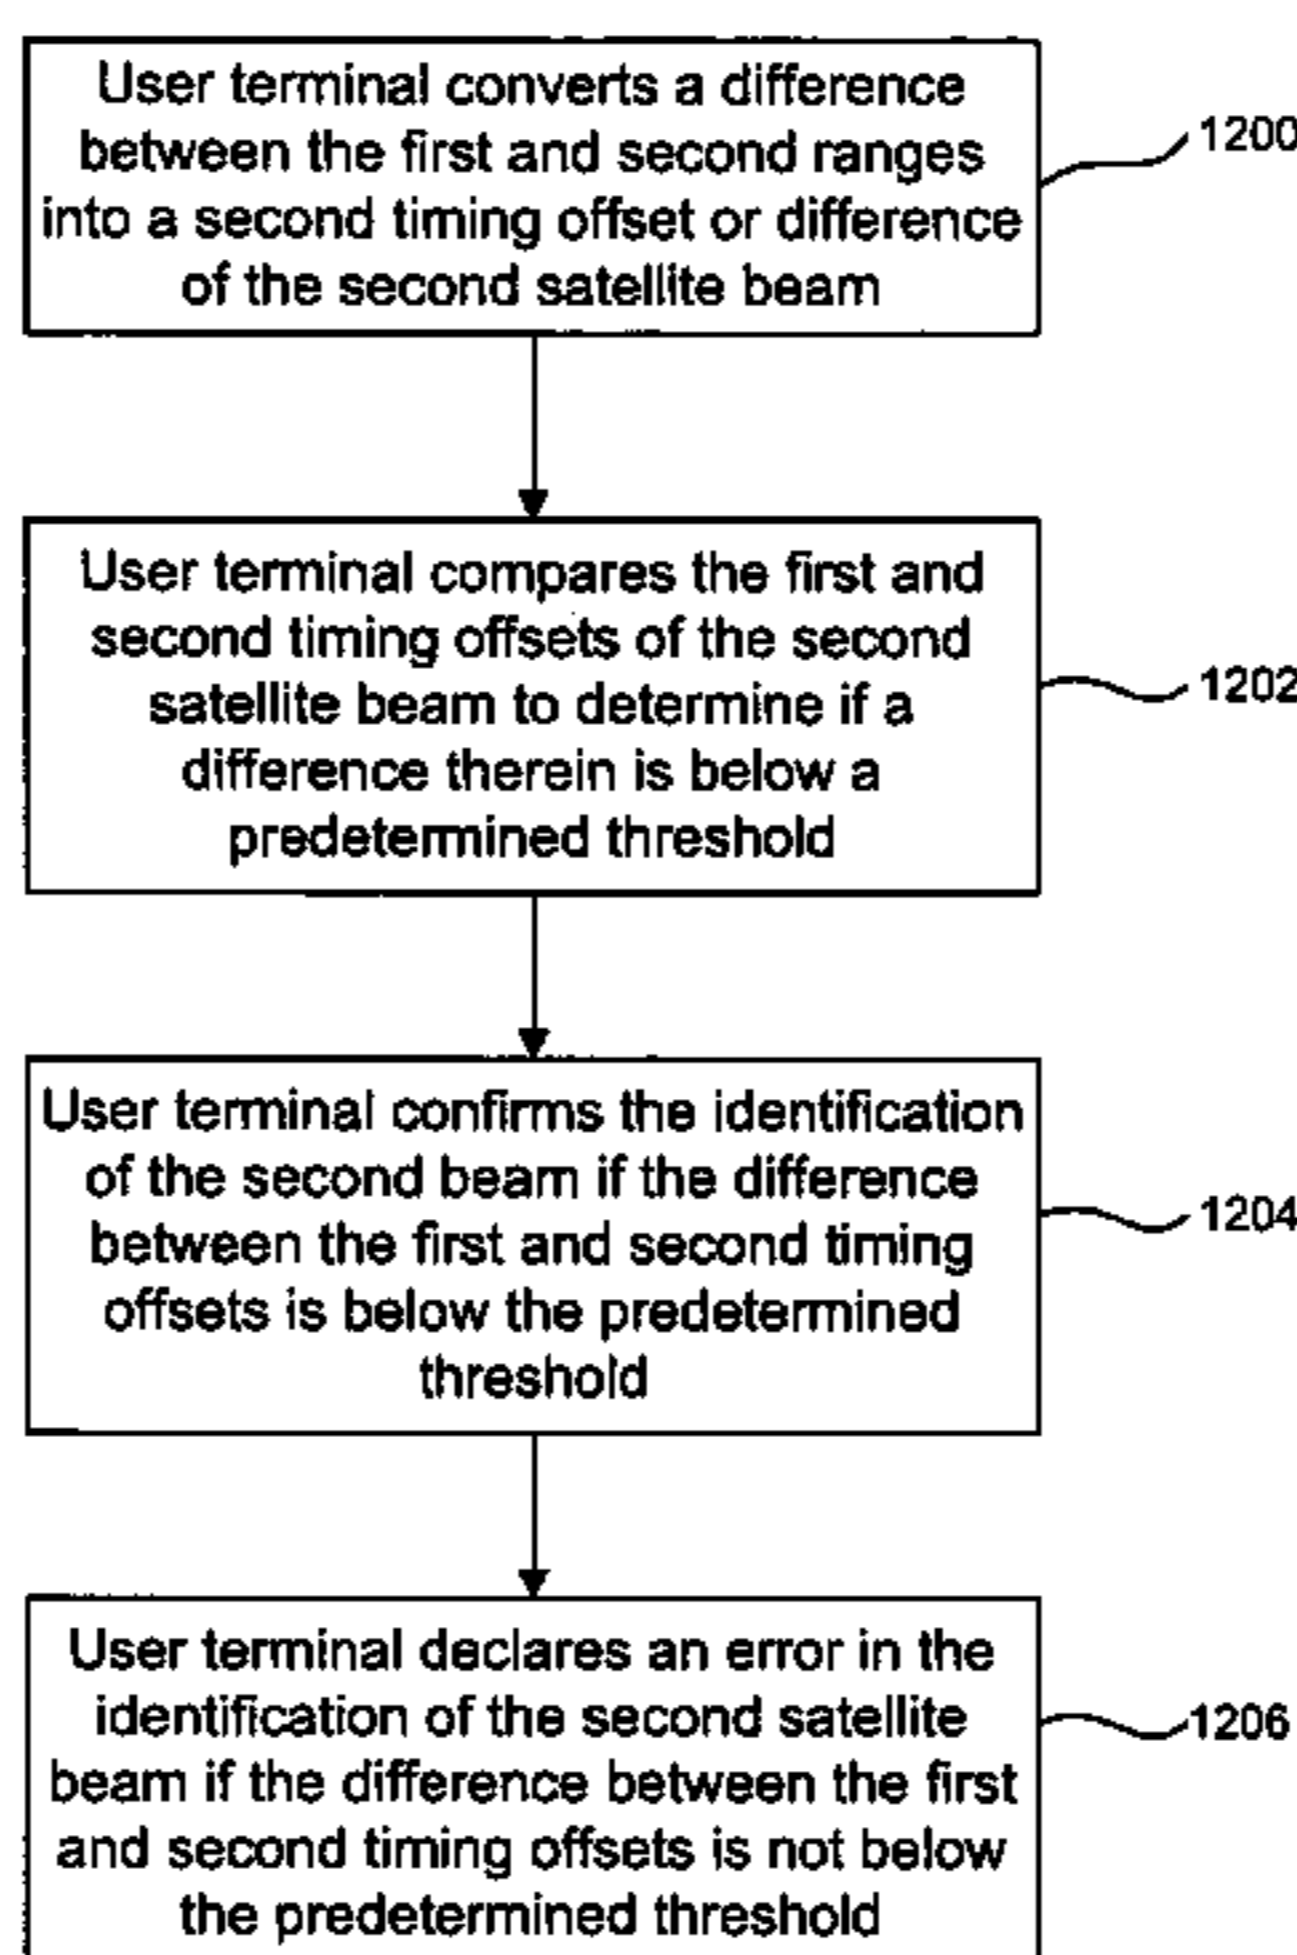 User terminal converts a difference
between the first and second ranges
into a second timing offset or difference
of the second satellite beam
1200
User terminal compares the first and
second timing offsets of the second
satellite beam to determine if a
difference therein is below a
predetermined threshold
1202
User terminal confirms the identification
of the second beam if the difference
between the first and second timing
offsets is below the predetermined
threshold
1204
User terminal declares an error in the
identification of the second satellite
beam if the difference between the first
and second timing offsets is not below
the predetermined threshold
1206